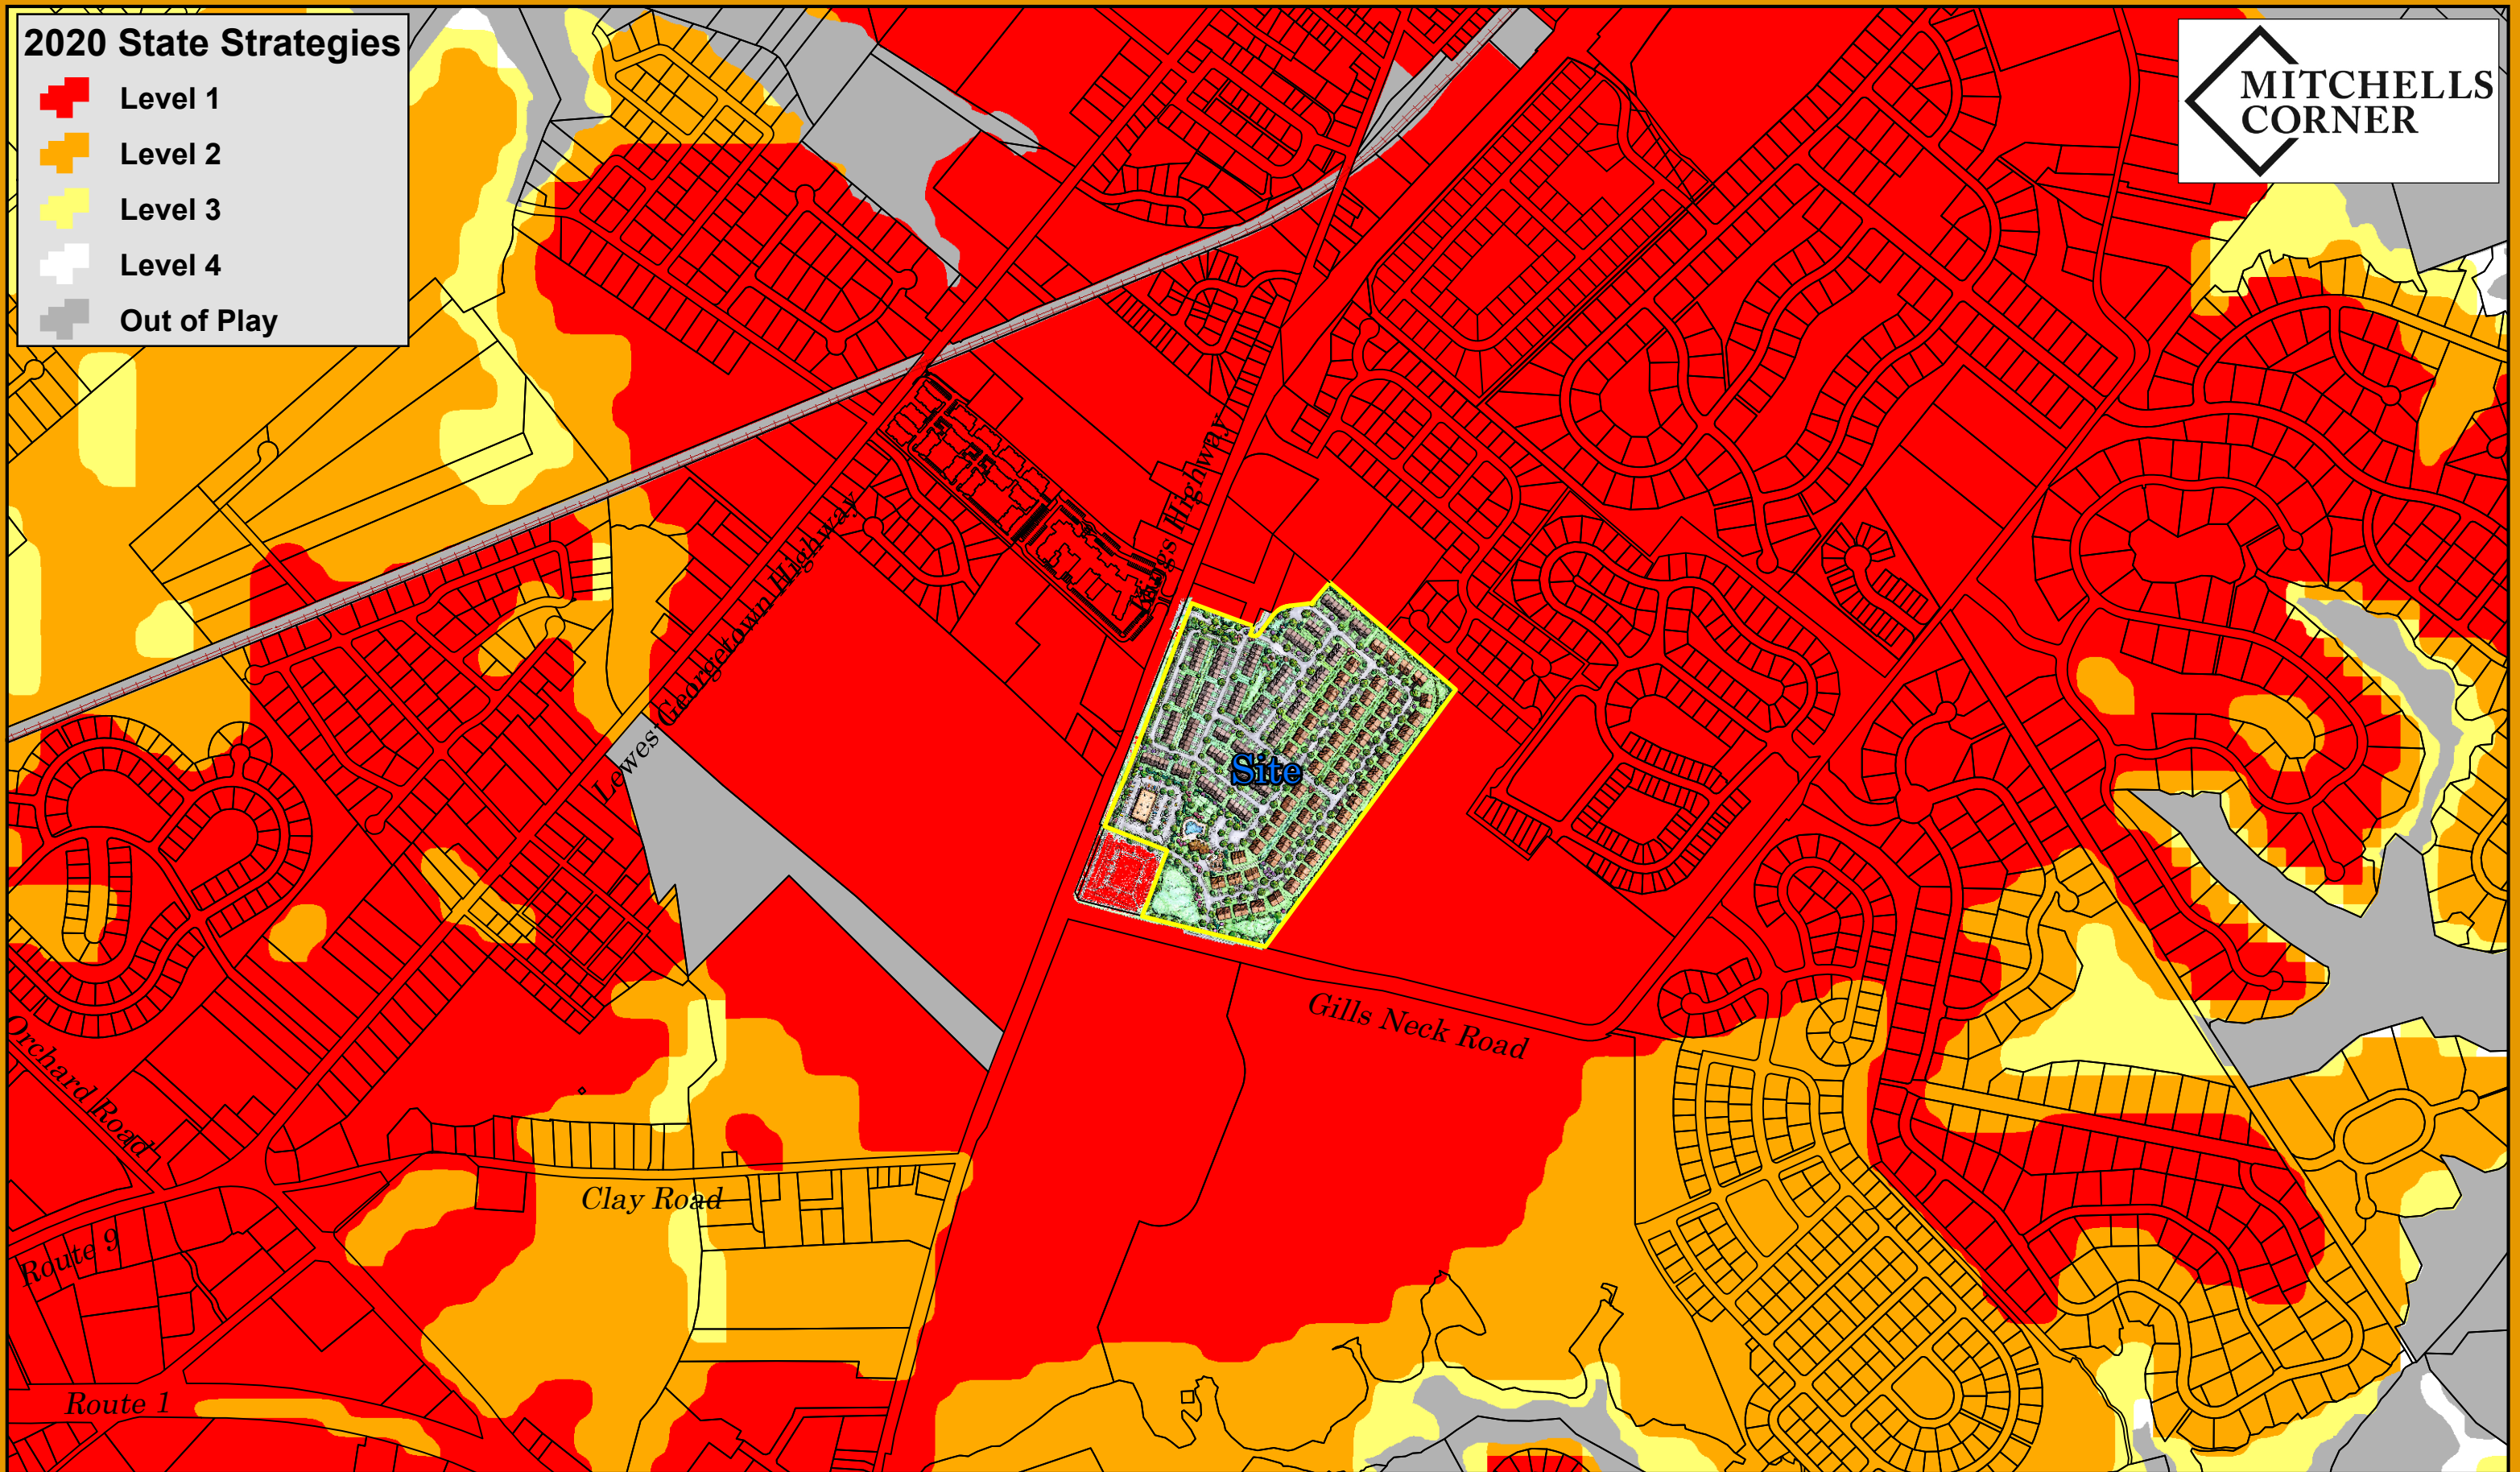 2020 State Strategies
Level 1
Level 2
Level 3
Level 4
Out of Play
MITCHELLS
CORNER
Kings Highway
Lewes Georgetown Highway
Site
Gills Neck Road
Orchard Road
Clay Road
Route 9
Route 1